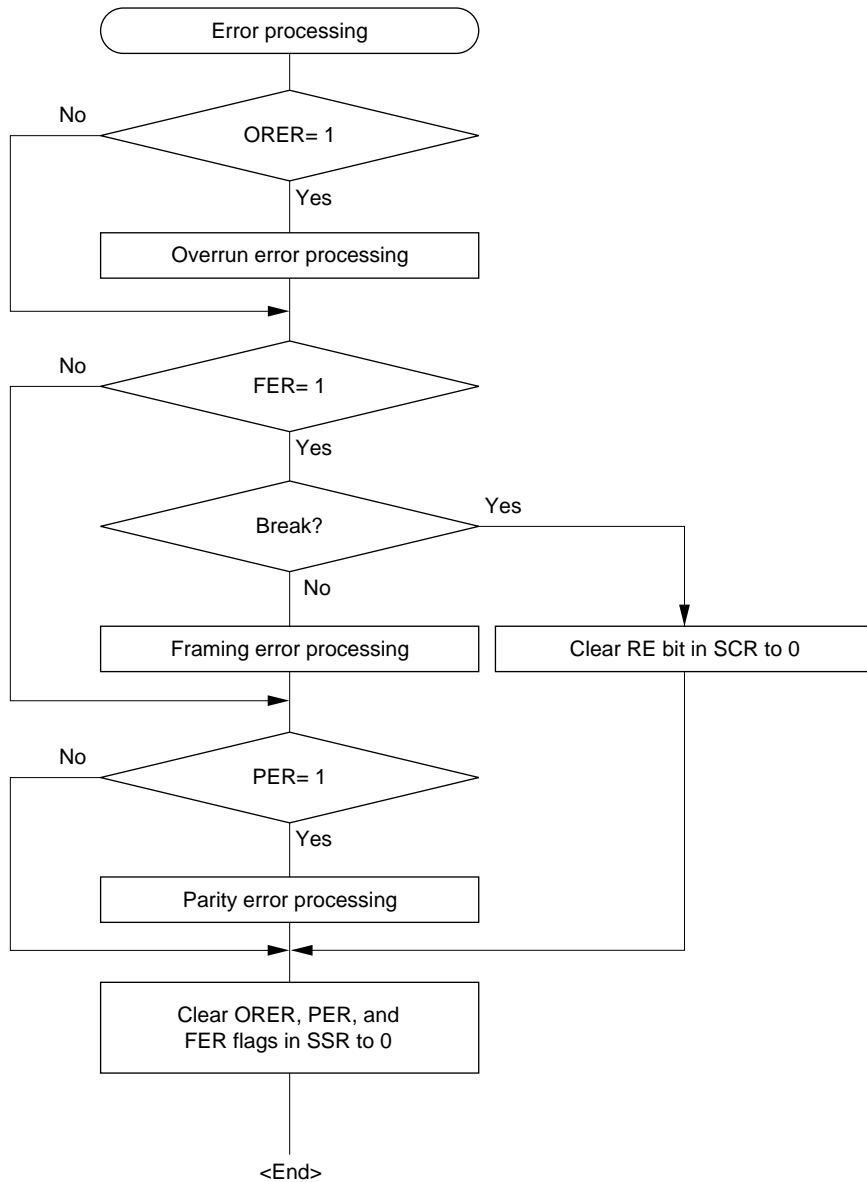 Error processing
No
ORER= 1
Yes
Overrun error processing
No
FER= 1
Yes
Break?
Yes
No
Framing error processing
Clear RE bit in SCR to 0
No
PER= 1
Yes
Parity error processing
Clear ORER, PER, and
FER flags in SSR to 0
<End>